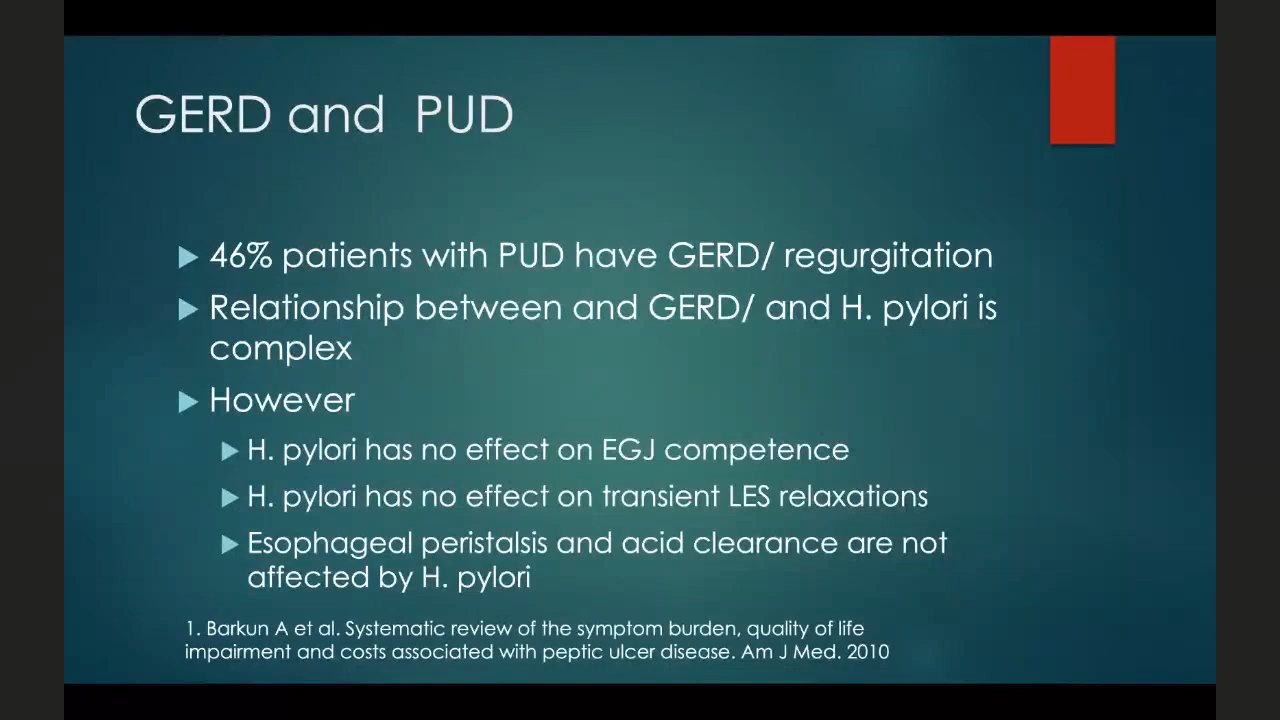 GERD and PUD
46% patients with PUD have GERD/ regurgitation
Relationship between and GERD/ and H. pylori is
complex
However
H. pylori has no effect on EGJ competence
H. pylori has no effect on transient LES relaxations
Esophageal peristalsis and acid clearance are not
affected by H. pylori
1. Barkun A et al. Systematic review of the symptom burden, quality of life
impairment and costs associated with peptic ulcer disease. Am J Med. 2010